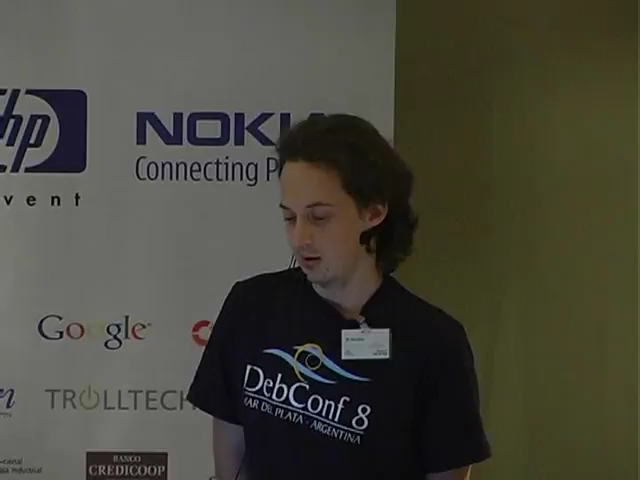 hp
vent
NOKI
Connecting P
Google
TROLLTECH
BANCO
CREDICOOP
DebConf 8
MAR DEL PLATA - ARGENTINA